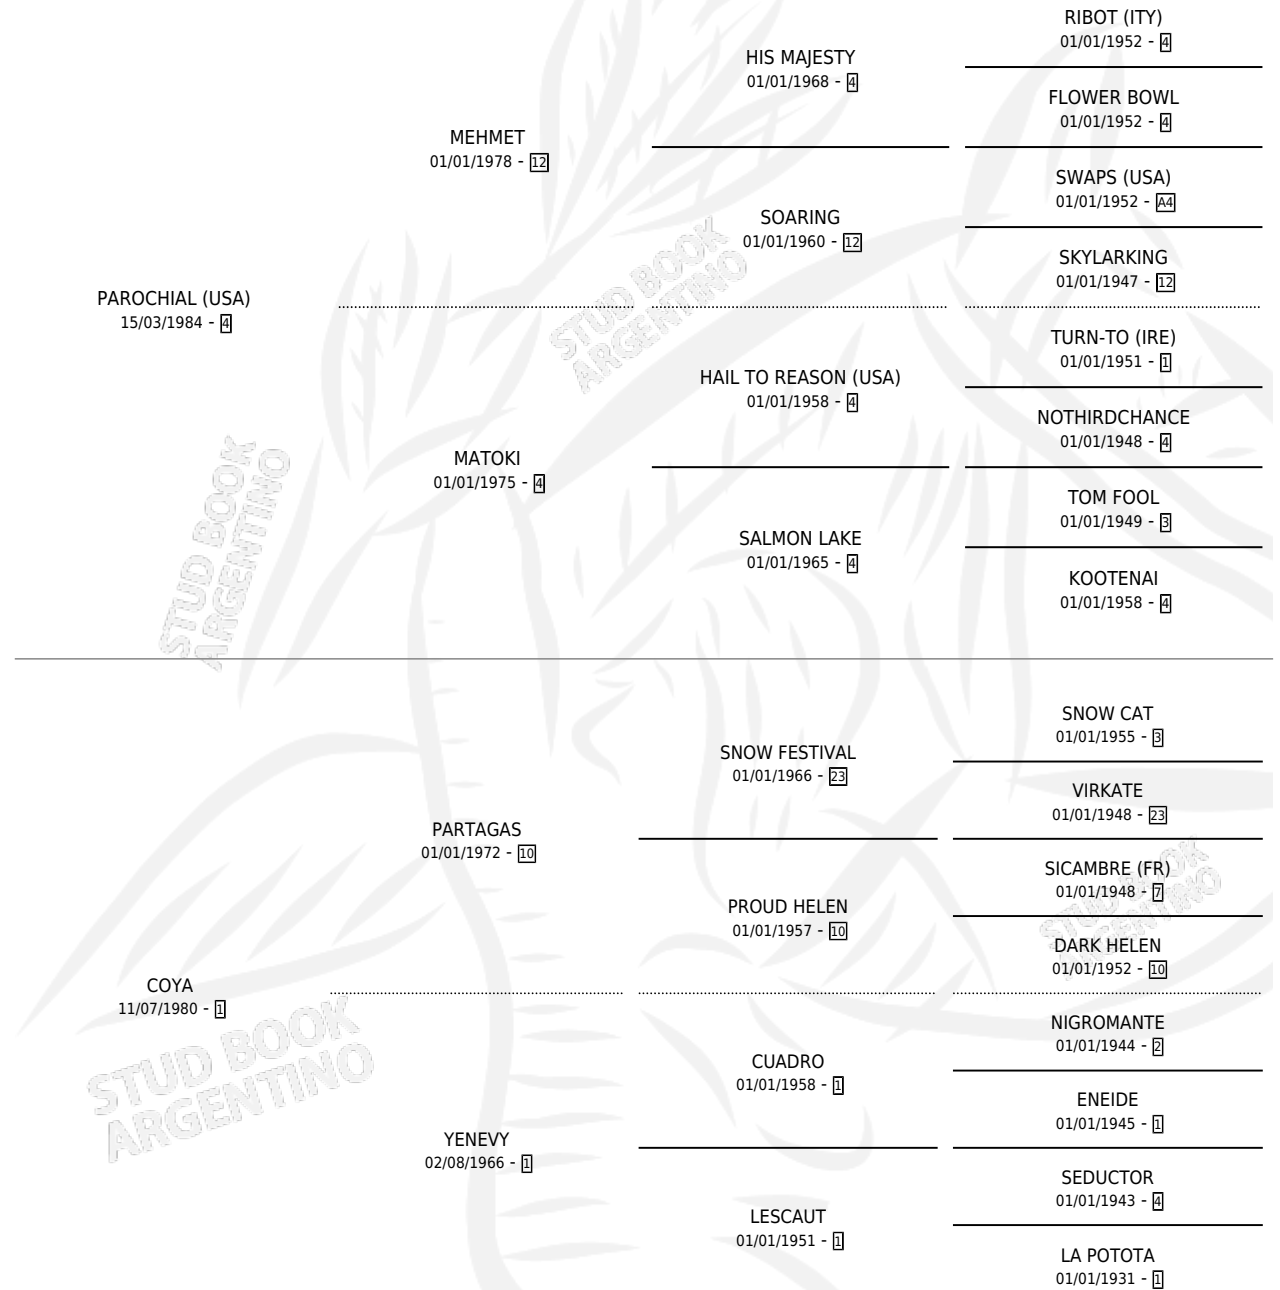 PAROCHIAL (USA)
15/03/1984 - 4
MEHMET
01/01/1978 - 12
MATOKI
01/01/1975 - 4
HIS MAJESTY
01/01/1968 - 4
SOARING
01/01/1960 - 12
HAIL TO REASON (USA)
01/01/1958 - 4
SALMON LAKE
01/01/1965 - 4
RIBOT (ITY)
01/01/1952 - 4
FLOWER BOWL
01/01/1952 - 4
SWAPS (USA)
01/01/1952 - A4
SKYLARKING
01/01/1947 - 12
TURN-TO (IRE)
01/01/1951 - 1
NOTHIRDCHANCE
01/01/1948 - 4
TOM FOOL
01/01/1949 - 3
KOOTENAI
01/01/1958 - 4
STUD BOOK
ARGENTINO
STUD BOOK
ARGENTINO
COYA
11/07/1980 - 1
PARTAGAS
01/01/1972 - 10
YENEVY
02/08/1966 - 1
SNOW FESTIVAL
01/01/1966 - 23
PROUD HELEN
01/01/1957 - 10
CUADRO
01/01/1958 - 1
LESCAUT
01/01/1951 - 1
SNOW CAT
01/01/1955 - 3
VIRKATE
01/01/1948 - 23
SICAMBRE (FR)
01/01/1948 - 7
DARK HELEN
01/01/1952 - 10
NIGROMANTE
01/01/1944 - 2
ENEIDE
01/01/1945 - 1
SEDUCTOR
01/01/1943 - 4
LA POTOTA
01/01/1931 - 1
STUD BOOK
ARGENTINO
STUD BOOK
ARGENTINO